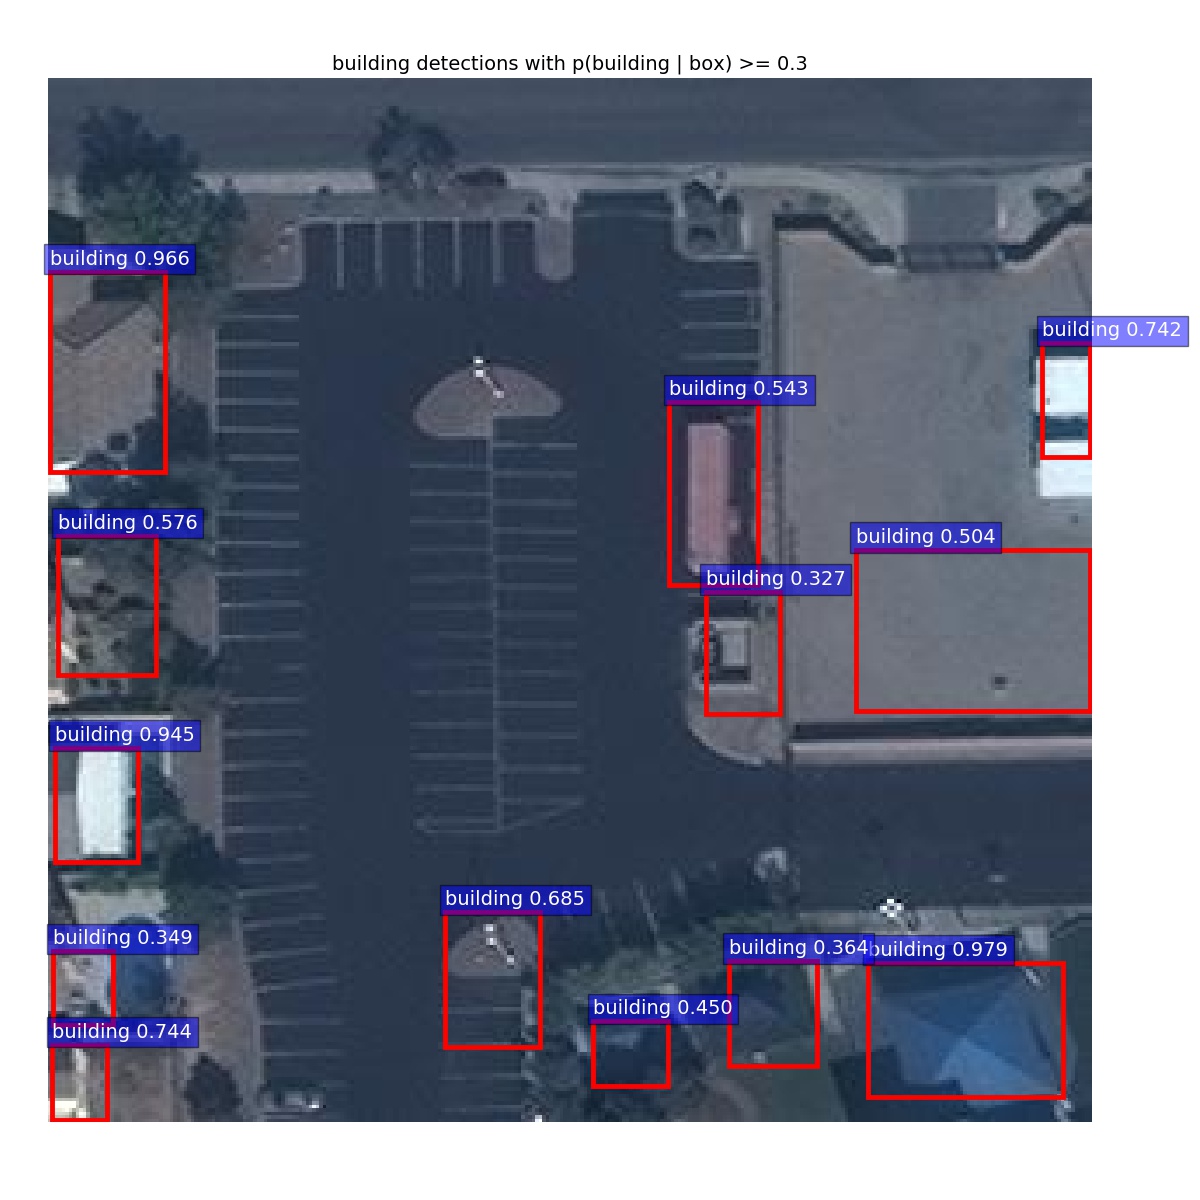 building detections with p(building | box) >= 0.3
building 0.966
building 0.742
building 0.543
building 0.576
building 0.504
building 0.327
building 0.945
building 0.685
building 0.349
building 0.364
building 0.979
building 0.450
building 0.744